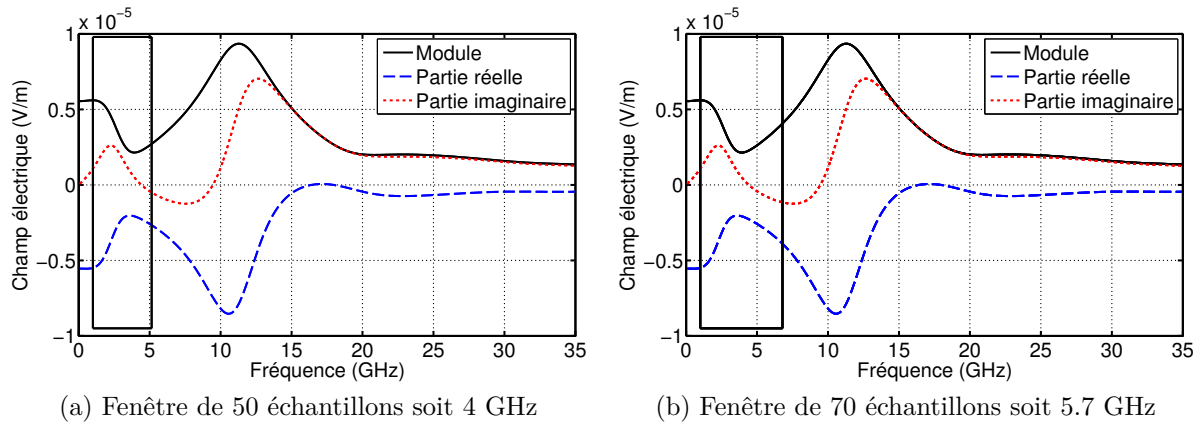 1 x 10⁻⁵
Champ électrique (V/m)
0.5
0
−0.5
−1
Module
Partie réelle
Partie imaginaire
0 5 10 15 20 25 30 35
Fréquence (GHz)
(a) Fenêtre de 50 échantillons soit 4 GHz
1 x 10⁻⁵
Champ électrique (V/m)
0.5
0
−0.5
−1
Module
Partie réelle
Partie imaginaire
0 5 10 15 20 25 30 35
Fréquence (GHz)
(b) Fenêtre de 70 échantillons soit 5.7 GHz